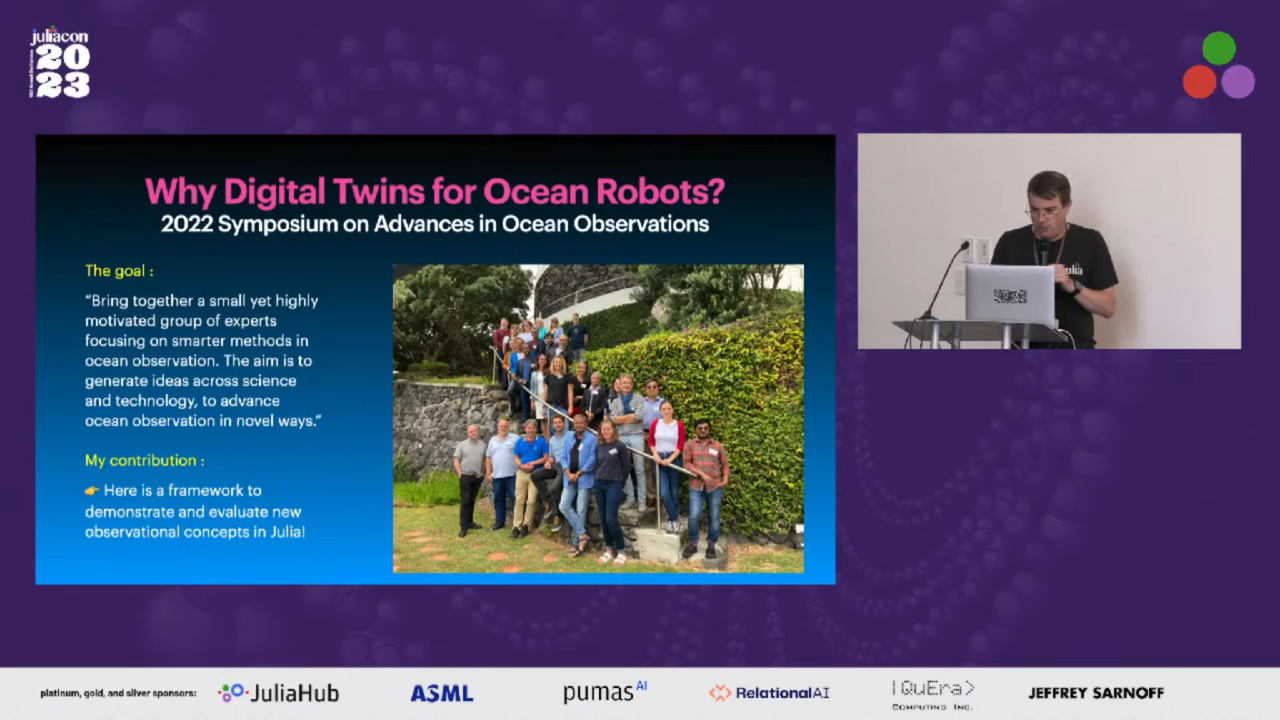 juliacon
20
23
Why Digital Twins for Ocean Robots?
2022 Symposium on Advances in Ocean Observations
The goal :
“Bring together a small yet highly
motivated group of experts
focusing on smarter methods in
ocean observation. The aim is to
generate ideas across science
and technology, to advance
ocean observation in novel ways.”
My contribution :
👉 Here is a framework to
demonstrate and evaluate new
observational concepts in Julia!
platinum, gold, and silver sponsors:
JuliaHub
ASML
pumasAI
RelationalAI
|QuEra>
COMPUTING INC.
JEFFREY SARNOFF